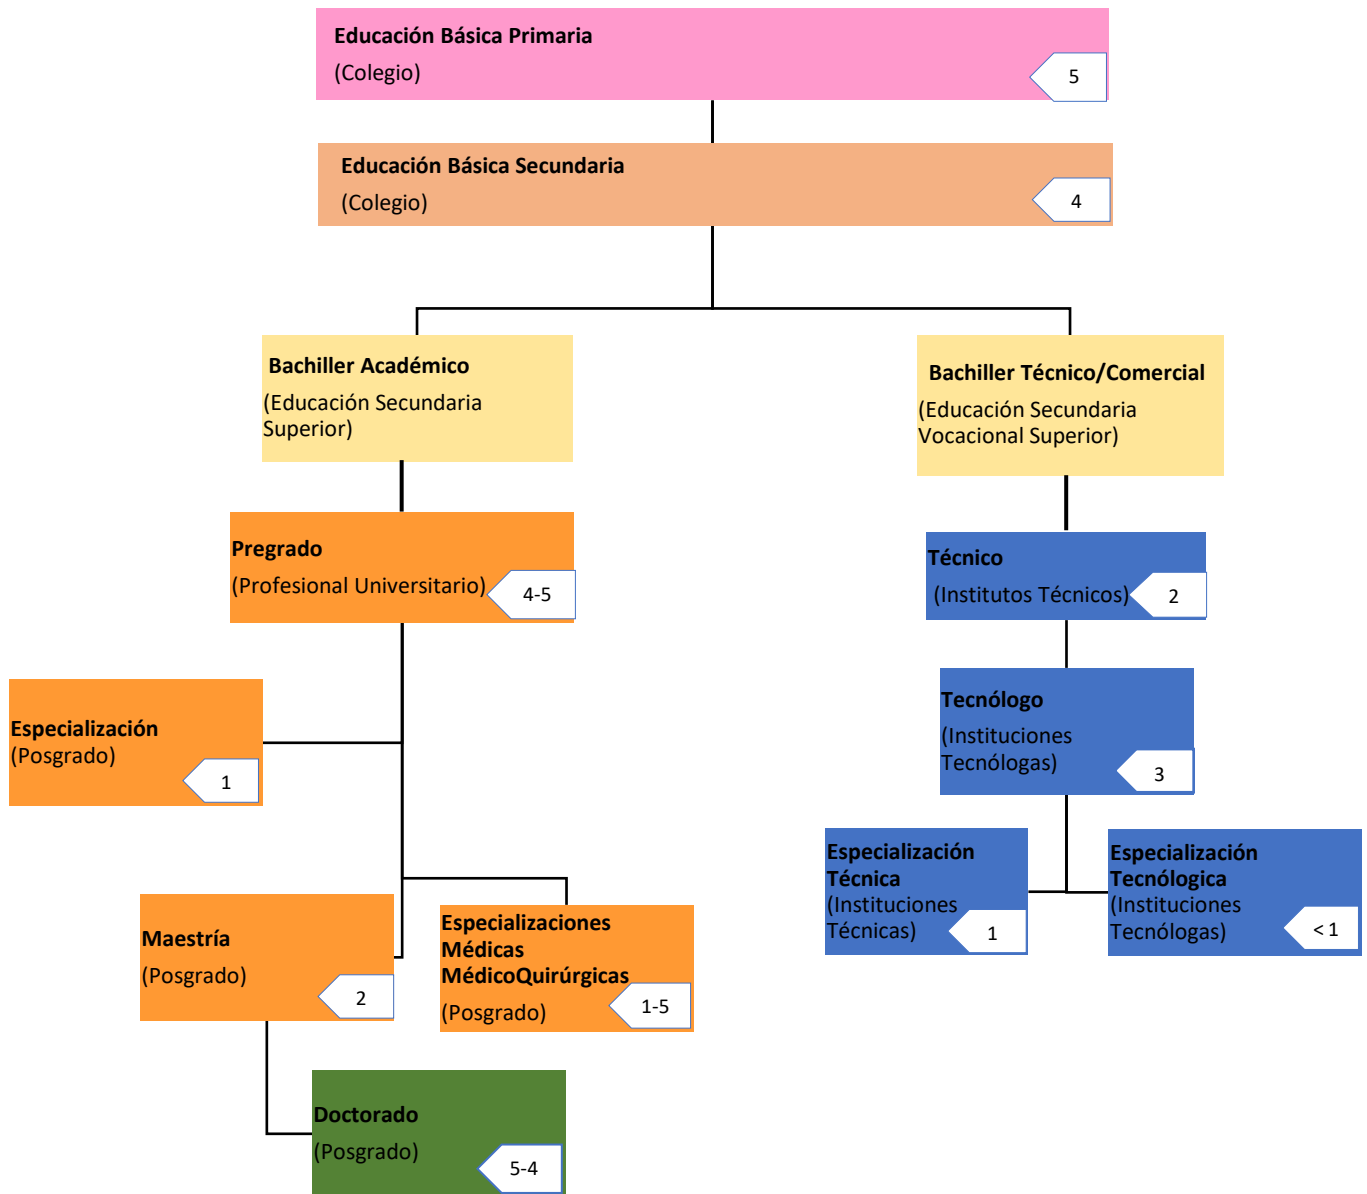 Educación Básica Primaria
(Colegio)
5
Educación Básica Secundaria
(Colegio)
4
Bachiller Académico
(Educación Secundaria
Superior)
Bachiller Técnico/Comercial
(Educación Secundaria
Vocacional Superior)
Pregrado
(Profesional Universitario)
4-5
Técnico
(Institutos Técnicos)
2
Especialización
(Posgrado)
1
Tecnólogo
(Instituciones
Tecnólogas)
3
Especialización
Técnica
(Instituciones
Técnicas)
1
Especialización
Tecnólogica
(Instituciones
Tecnólogas)
< 1
Maestría
(Posgrado)
2
Especializaciones
Médicas
MédicoQuirúrgicas
(Posgrado)
1-5
Doctorado
(Posgrado)
5-4